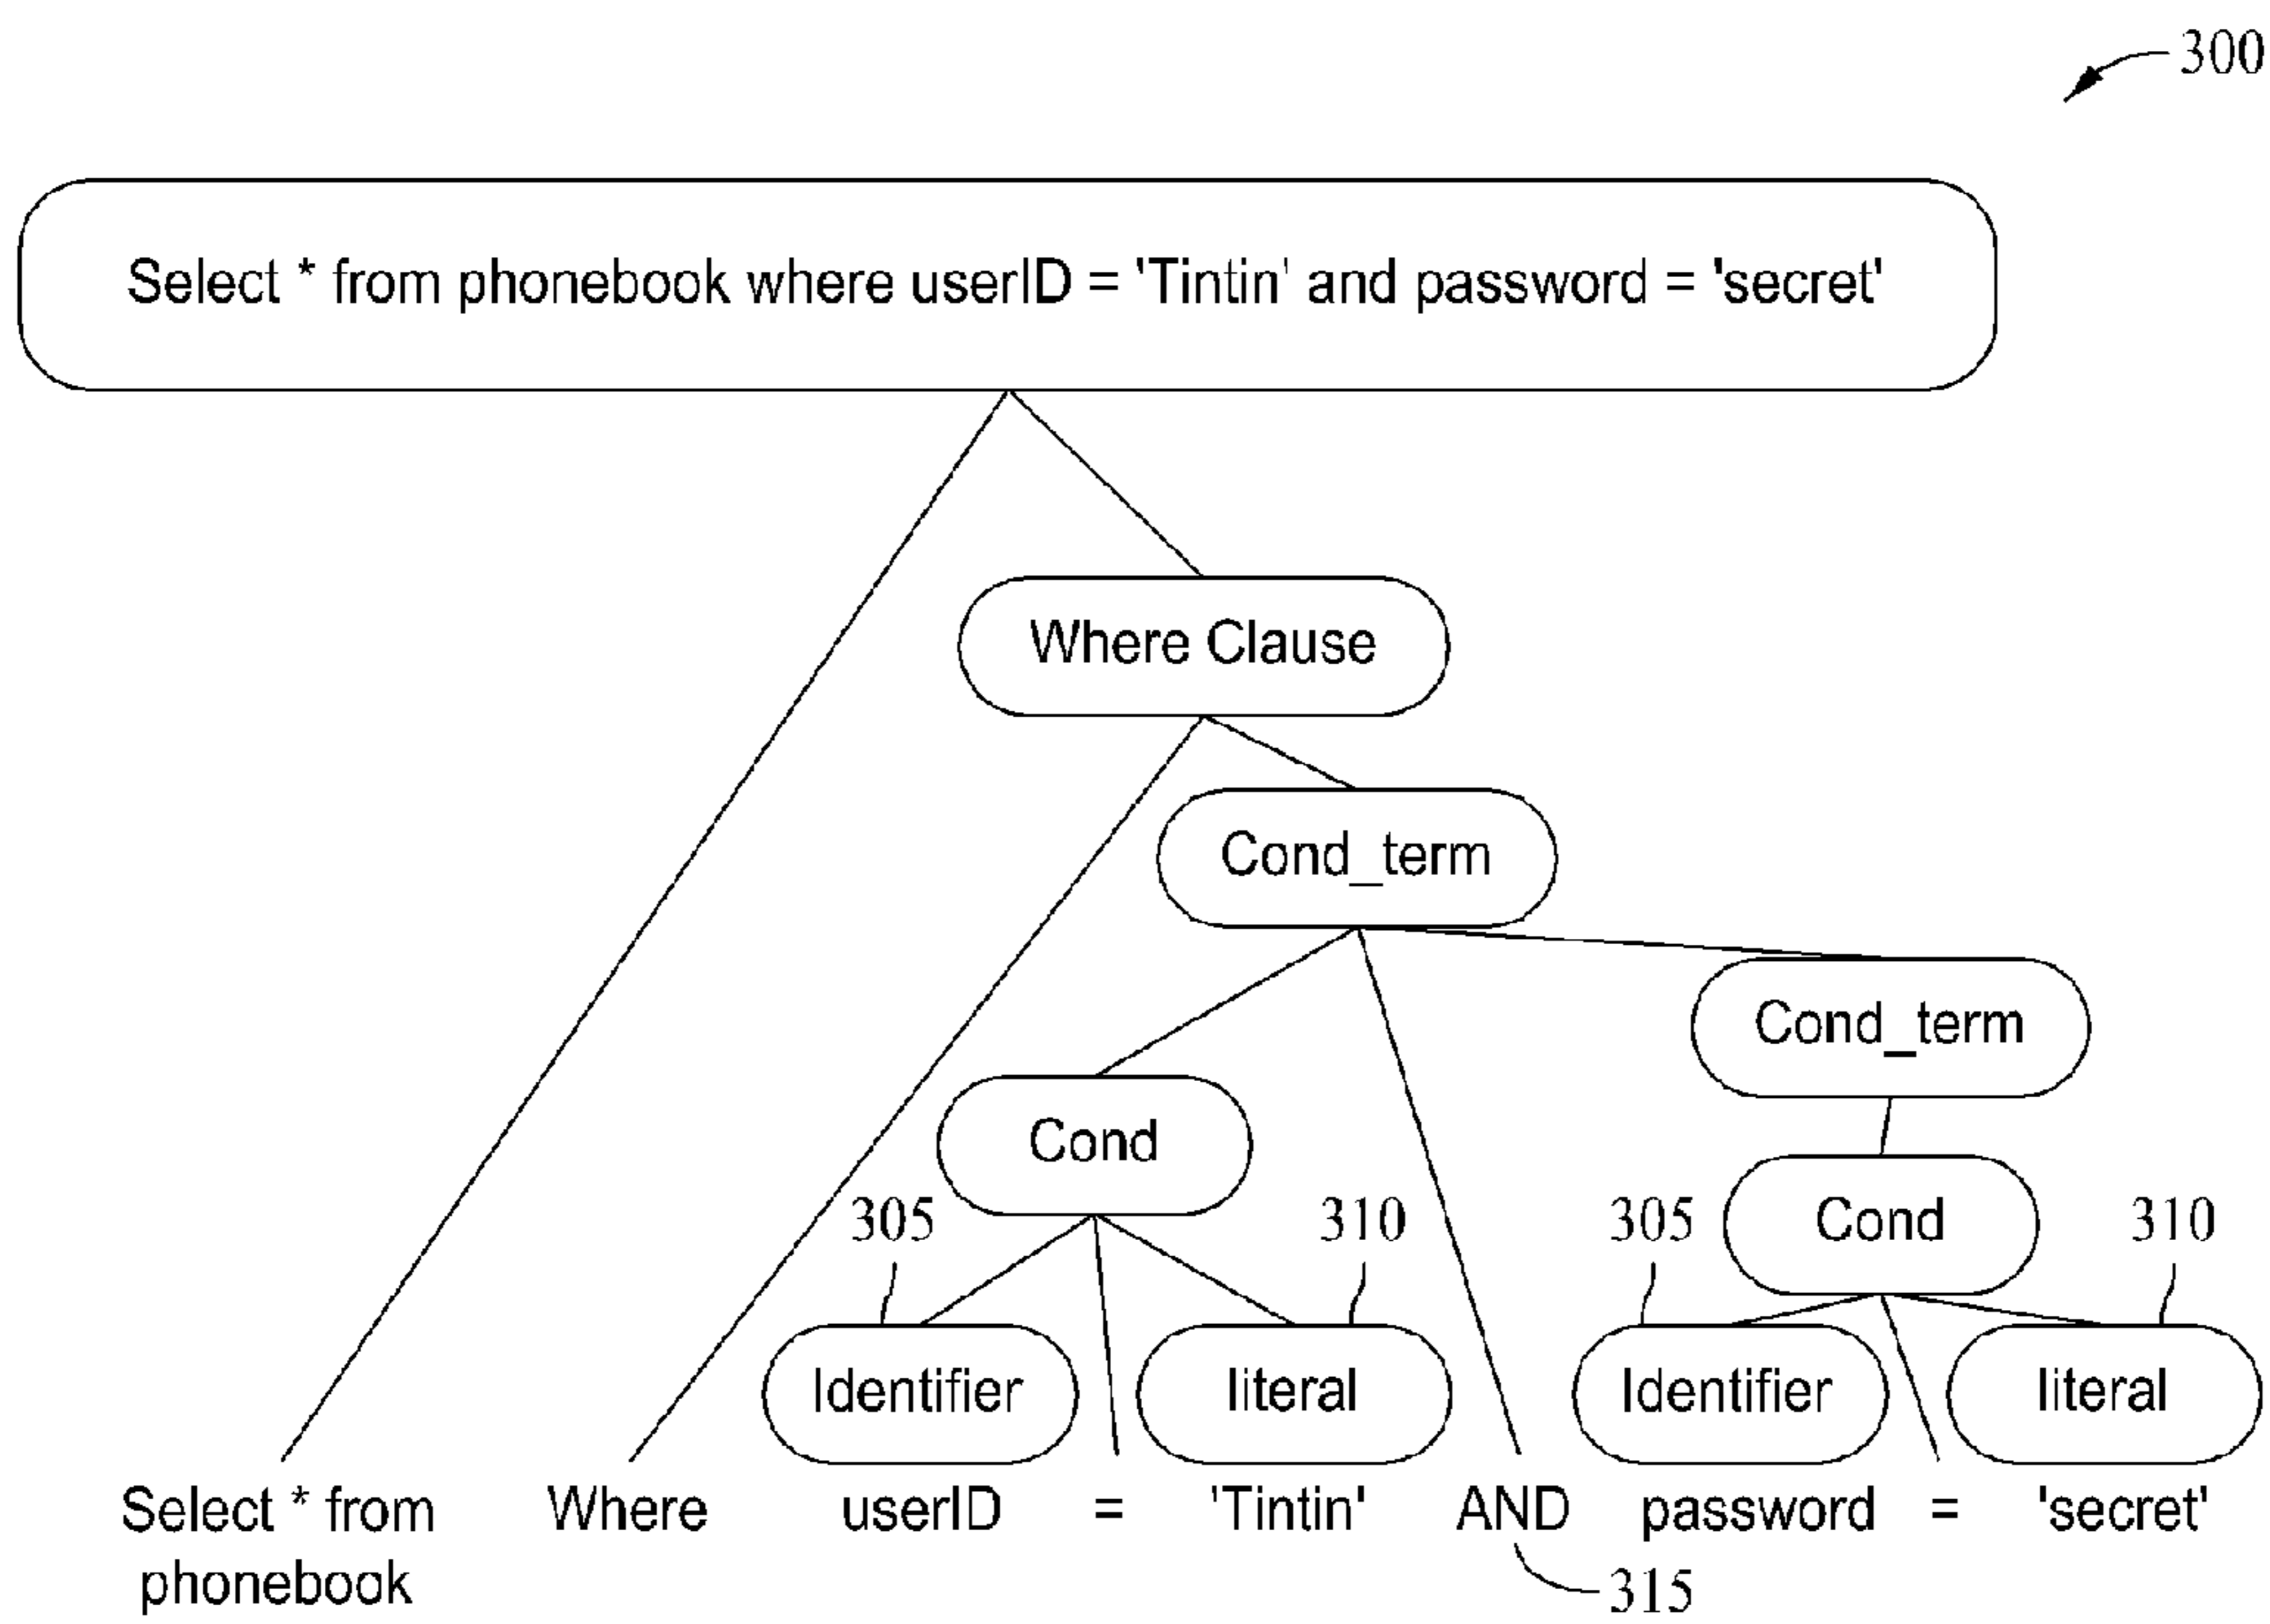 300
Select * from phonebook where userID = 'Tintin' and password = 'secret'
Where Clause
Cond_term
Cond_term
Cond
Cond
305
310
305
310
Identifier
literal
Identifier
literal
Select * from
phonebook
Where
userID
=
'Tintin'
AND
password
=
'secret'
315